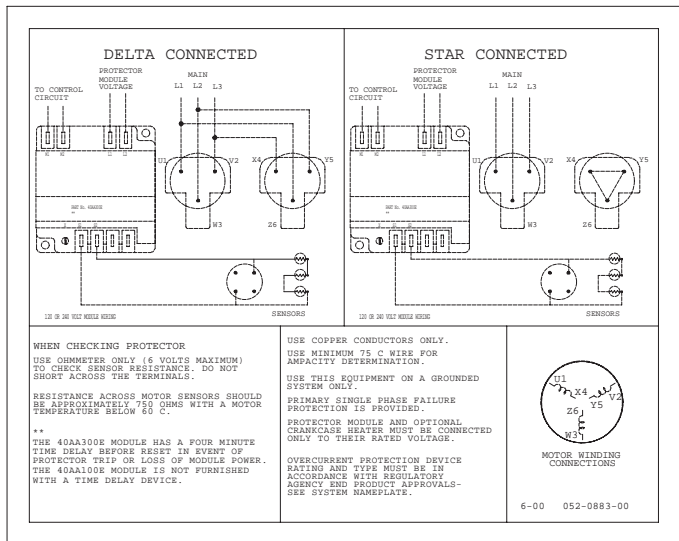 DELTA CONNECTED
PROTECTOR
MODULE
VOLTAGE
MAIN
L1 L2 L3
TO CONTROL
CIRCUIT
U1
V2
X4
Y5
W3
Z6
120 OR 240 VOLT MODULE WIRING
SENSORS
STAR CONNECTED
PROTECTOR
MODULE
VOLTAGE
MAIN
L1 L2 L3
TO CONTROL
CIRCUIT
U1
V2
X4
Y5
W3
Z6
120 OR 240 VOLT MODULE WIRING
SENSORS
WHEN CHECKING PROTECTOR
USE OHMMETER ONLY (6 VOLTS MAXIMUM)
TO CHECK SENSOR RESISTANCE. DO NOT
SHORT ACROSS THE TERMINALS.
RESISTANCE ACROSS MOTOR SENSORS SHOULD
BE APPROXIMATELY 750 OHMS WITH A MOTOR
TEMPERATURE BELOW 60 C.
**
THE 40AA300E MODULE HAS A FOUR MINUTE
TIME DELAY BEFORE RESET IN EVENT OF
PROTECTOR TRIP OR LOSS OF MODULE POWER.
THE 40AA100E MODULE IS NOT FURNISHED
WITH A TIME DELAY DEVICE.
USE COPPER CONDUCTORS ONLY.
USE MINIMUM 75 C WIRE FOR
AMPACITY DETERMINATION.
USE THIS EQUIPMENT ON A GROUNDED
SYSTEM ONLY.
PRIMARY SINGLE PHASE FAILURE
PROTECTION IS PROVIDED.
PROTECTOR MODULE AND OPTIONAL
CRANKCASE HEATER MUST BE CONNECTED
ONLY TO THEIR RATED VOLTAGE.
OVERCURRENT PROTECTION DEVICE
RATING AND TYPE MUST BE IN
ACCORDANCE WITH REGULATORY
AGENCY END PRODUCT APPROVALS-
SEE SYSTEM NAMEPLATE.
U1
X4
Y5
V2
Z6
W3
MOTOR WINDING
CONNECTIONS
6-00 052-0883-00